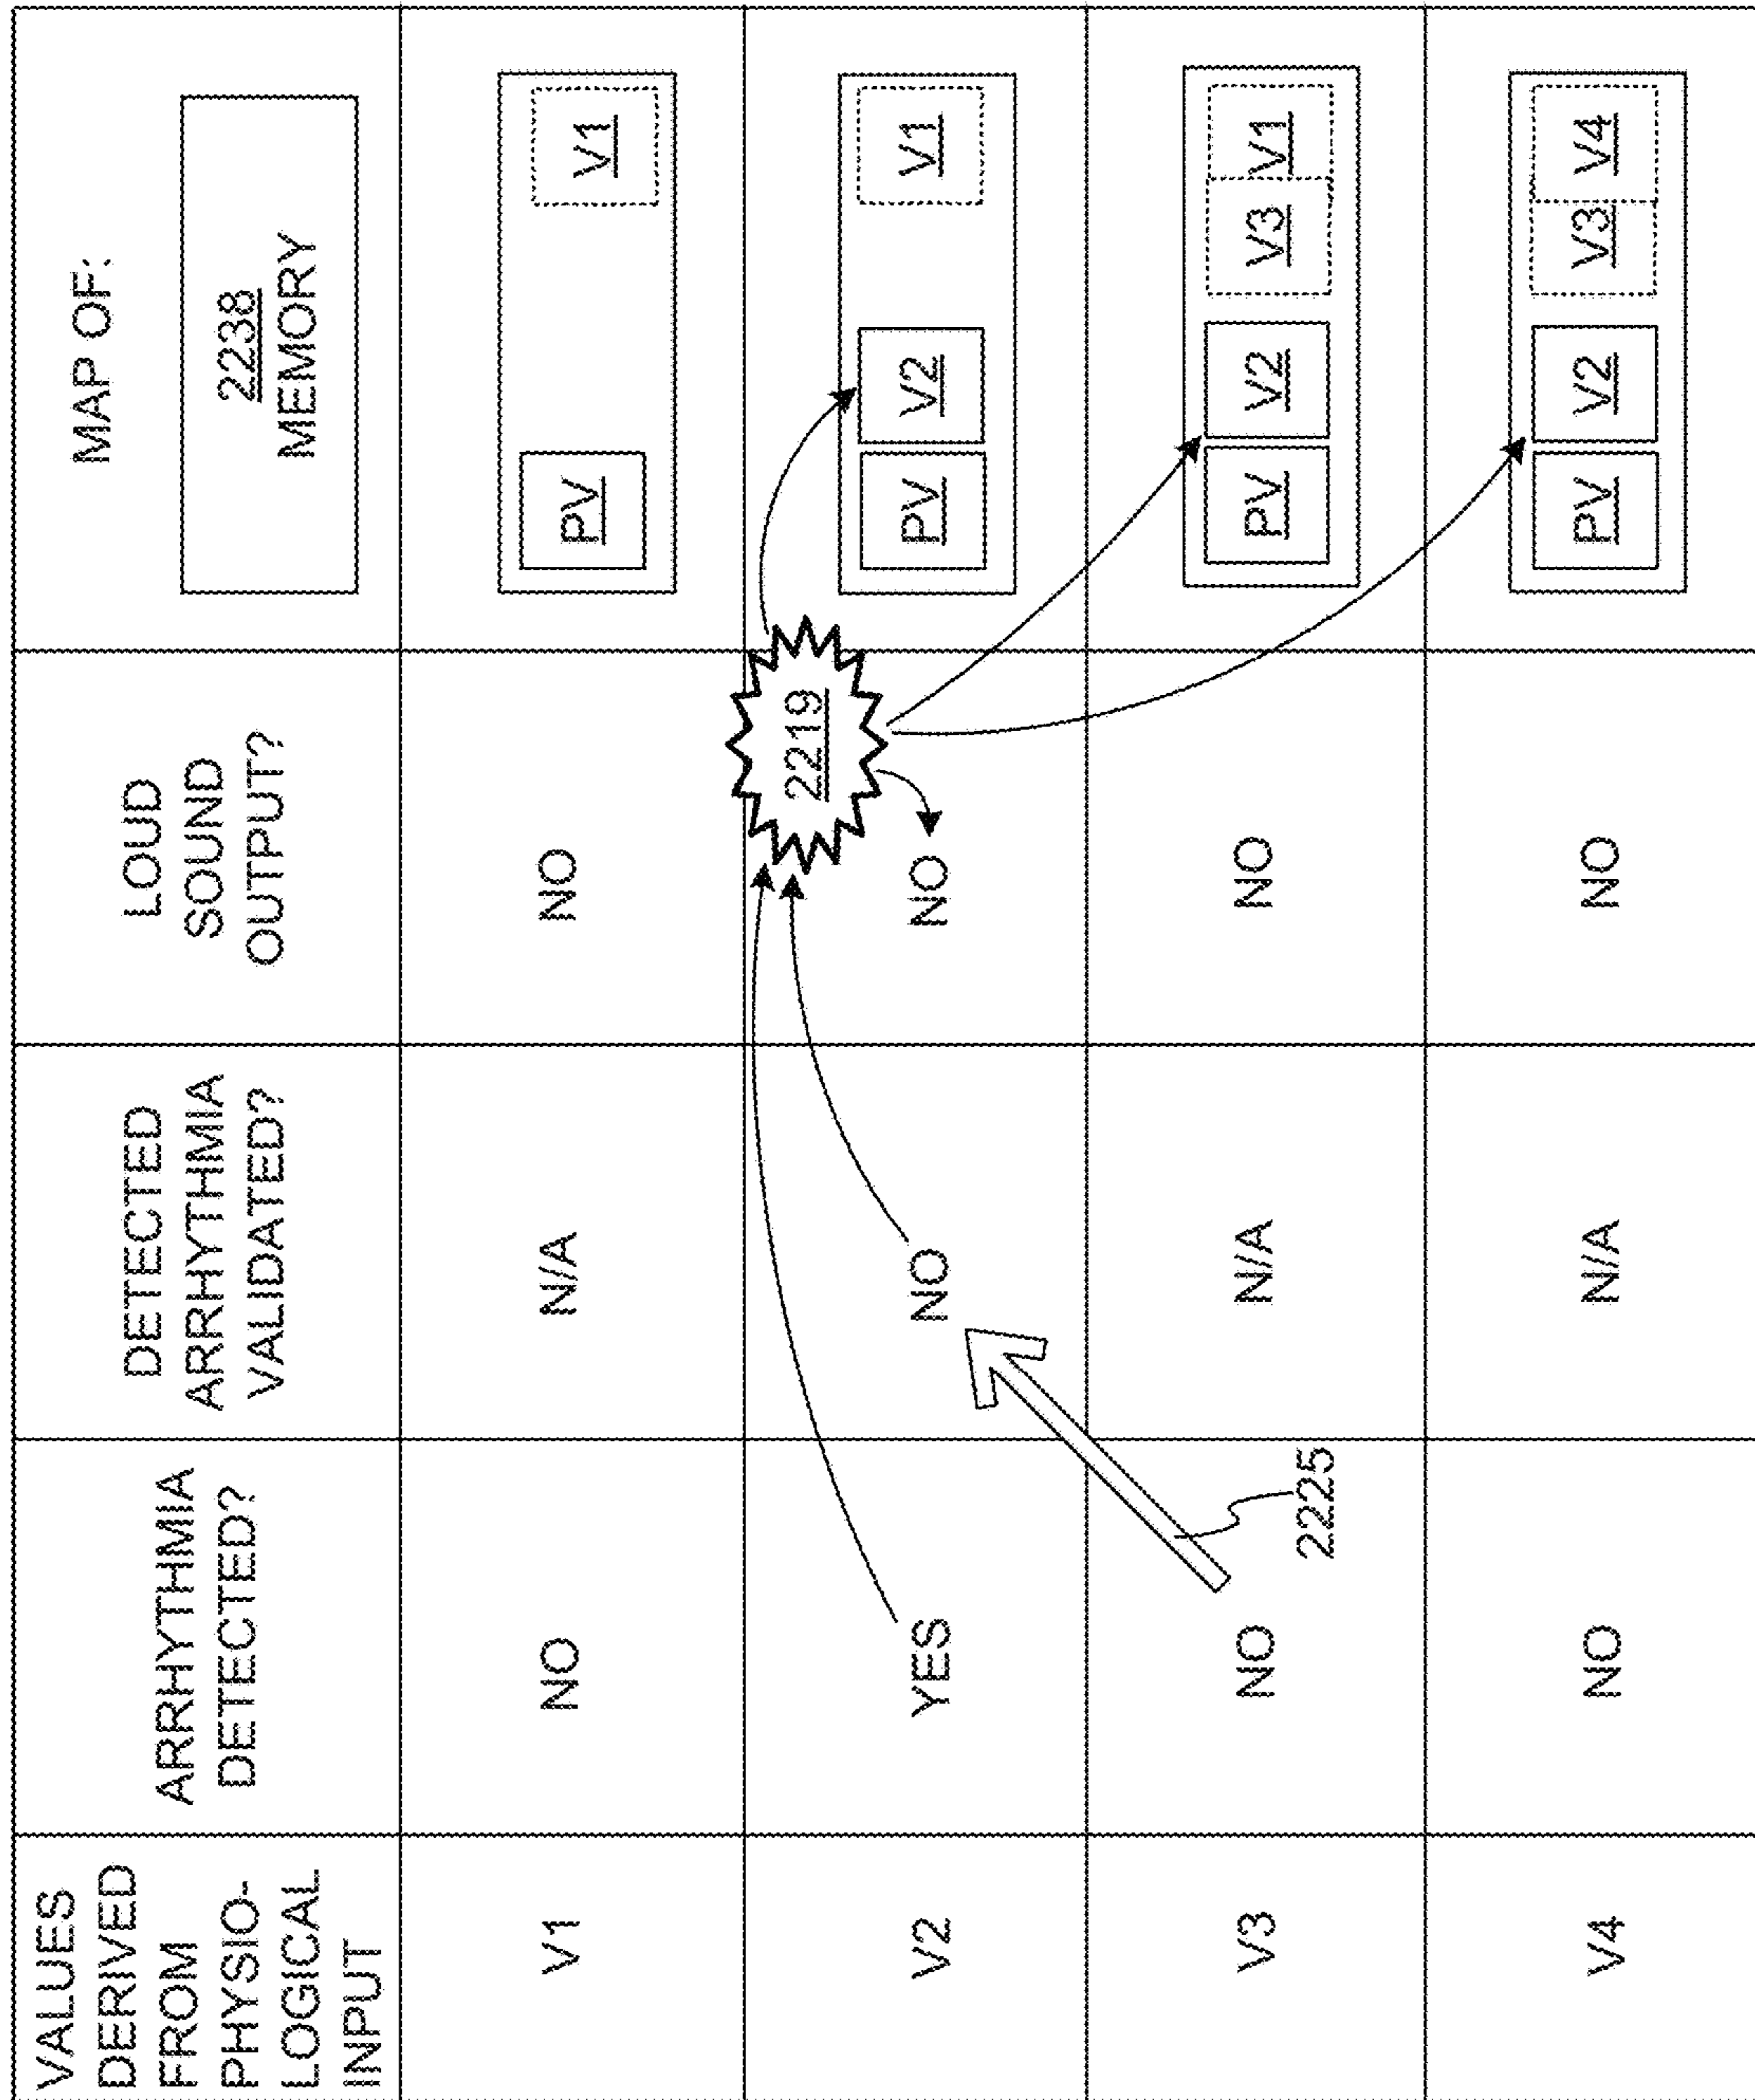 VALUES
DERIVED
FROM
PHYSIO-
LOGICAL
INPUT
ARRHYTHMIA
DETECTED?
DETECTED
ARRHYTHMIA
VALIDATED?
LOUD
SOUND
OUTPUT?
MAP OF:
2238
MEMORY
V1
NO
N/A
NO
PV
V1
V2
YES
NO
2219
NO
PV
V2
V1
V3
NO
2225
N/A
NO
PV
V2
V3
V1
V4
NO
N/A
NO
PV
V2
V3
V4